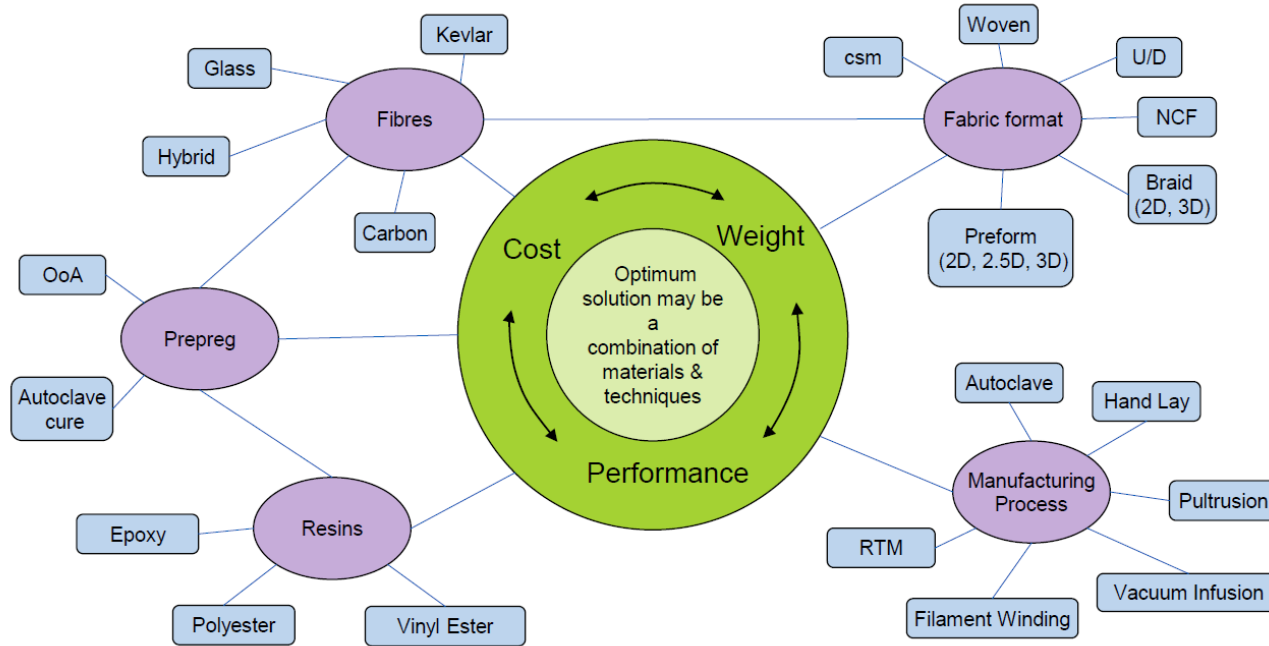 Kevlar
Glass
Fibres
Hybrid
Carbon
Woven
csm
U/D
Fabric format
NCF
Braid
(2D, 3D)
Preform
(2D, 2.5D, 3D)
Cost
Weight
Performance
Optimum
solution may be
a
combination of
materials &
techniques
OoA
Prepreg
Autoclave
cure
Resins
Epoxy
Polyester
Vinyl Ester
Autoclave
Hand Lay
Manufacturing
Process
Pultrusion
RTM
Vacuum Infusion
Filament Winding